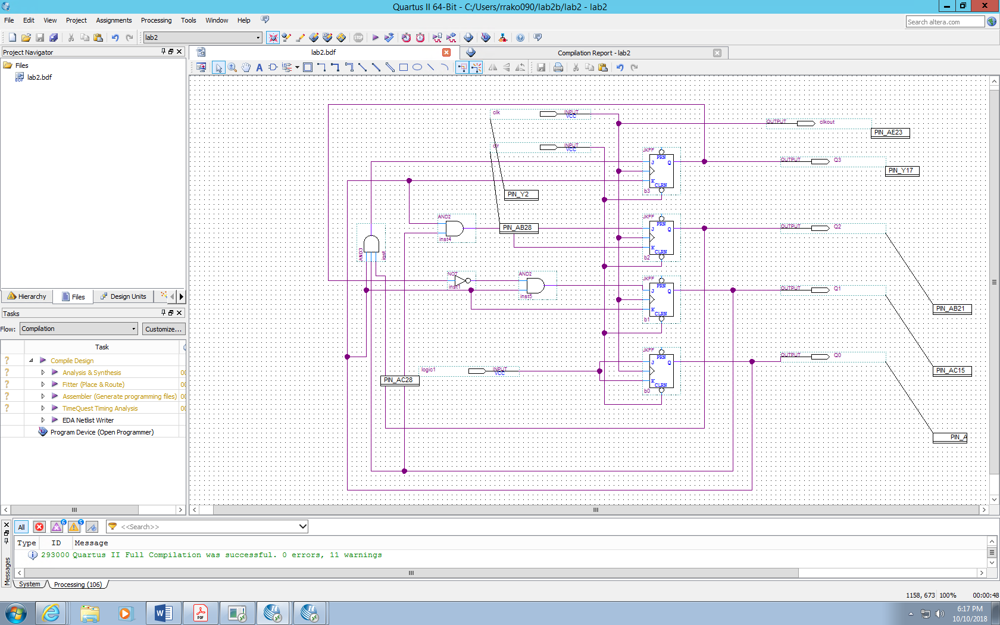 Quartus II 64-Bit - C:/Users/rrako090/lab2b/lab2 - lab2
File Edit View Project Assignments Processing Tools Window Help
Search altera.com
lab2
Project Navigator
Files
lab2.bdf
Hierarchy Files Design Units
Tasks
Flow: Compilation Customize...
Task
Compile Design
Analysis & Synthesis 00
Fitter (Place & Route) 00
Assembler (Generate programming files) 00
TimeQuest Timing Analysis 00
EDA Netlist Writer
Program Device (Open Programmer)
lab2.bdf
Compilation Report - lab2
clk INPUT VCC
OUTPUT clkout
PIN_AE23
clr INPUT VCC
JKFF
PRN
J Q
K
CLRN
b3
OUTPUT Q3
PIN_Y17
PIN_Y2
AND2
inst4
PIN_AB28
JKFF
PRN
J Q
K
CLRN
b2
OUTPUT Q2
AND3
inst
NOT
inst1
AND2
inst5
JKFF
PRN
J Q
K
CLRN
b1
OUTPUT Q1
PIN_AB21
logic1 INPUT VCC
PIN_AC28
JKFF
PRN
J Q
K
CLRN
b0
OUTPUT Q0
PIN_AC15
PIN_A
All 6 5 <<Search>>
Type ID Message
293000 Quartus II Full Compilation was successful. 0 errors, 11 warnings
Messages
System Processing (106)
1158, 673 100% 00:00:48
6:17 PM
10/10/2018